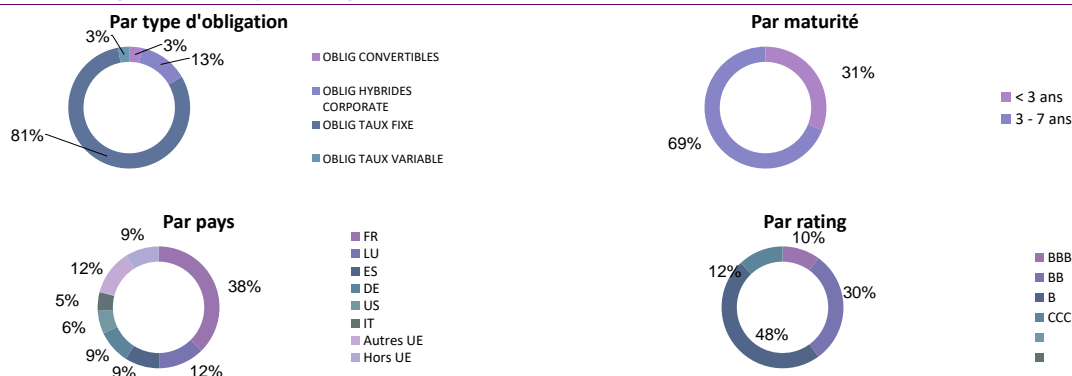 Par type d'obligation
3%
3%
13%
81%
OBLIG CONVERTIBLES
OBLIG HYBRIDES
CORPORATE
OBLIG TAUX FIXE
OBLIG TAUX VARIABLE
Par maturité
31%
69%
< 3 ans
3 - 7 ans
Par pays
9%
12%
38%
5%
6%
9%
9%
12%
FR
LU
ES
DE
US
IT
Autres UE
Hors UE
Par rating
10%
12%
30%
48%
BBB
BB
B
CCC